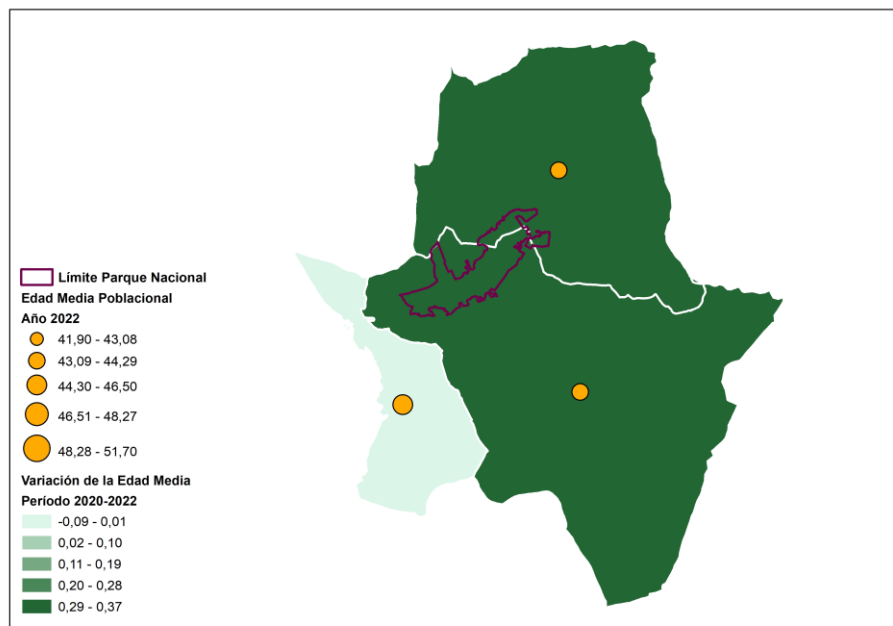 Límite Parque Nacional
Edad Media Poblacional
Año 2022
41,90 - 43,08
43,09 - 44,29
44,30 - 46,50
46,51 - 48,27
48,28 - 51,70
Variación de la Edad Media
Período 2020-2022
-0,09 - 0,01
0,02 - 0,10
0,11 - 0,19
0,20 - 0,28
0,29 - 0,37